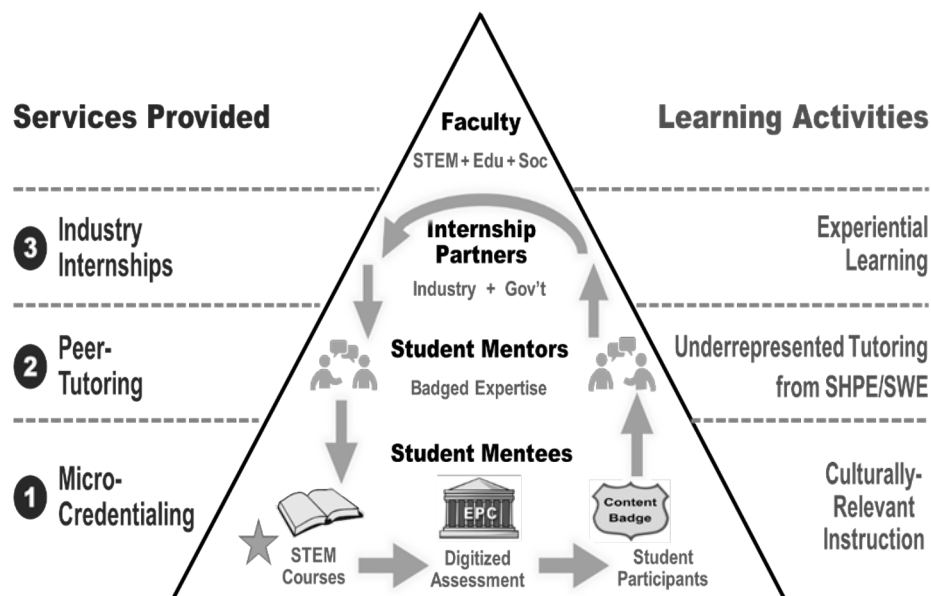 Services Provided
Faculty
Learning Activities
STEM + Edu + Soc
3
Industry
Internships
Internship
Partners
Industry + Gov't
Experiential
Learning
2
Peer-
Tutoring
Student Mentors
Badged Expertise
Underrepresented Tutoring
from SHPE/SWE
1
Micro-
Credentialing
Student Mentees
EPC
Content
Badge
STEM
Courses
Digitized
Assessment
Student
Participants
Culturally-
Relevant
Instruction